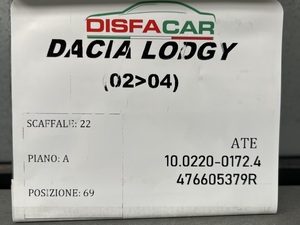 DISFACAR
DACIA LODGY
(02>04)
SCAFFALE: 22
ATE
PIANO: A
10.0220-0172.4
476605379R
POSIZIONE: 69